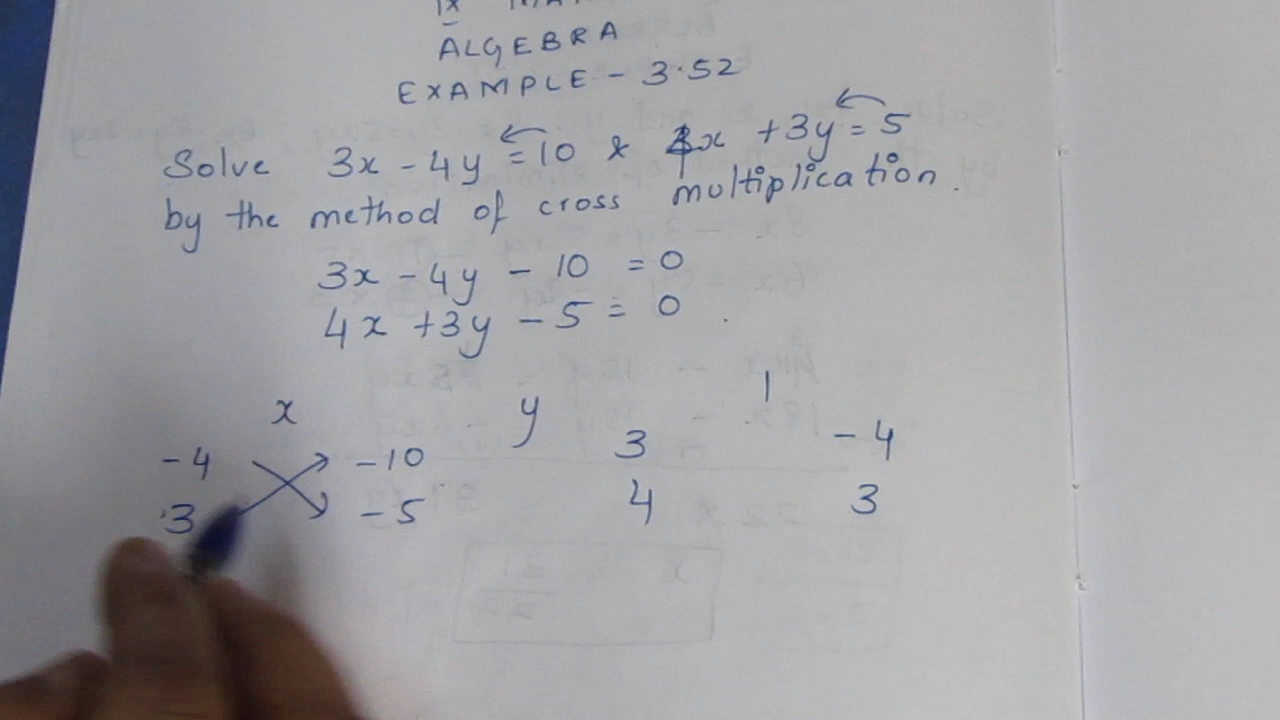 ALGEBRA
EXAMPLE - 3.52
Solve 3x - 4y = 10 & 4x + 3y = 5
by the method of cross multiplication.
3x - 4y - 10 = 0
4x + 3y - 5 = 0
x y 1
-4 -10 3 -4
3 -5 4 3